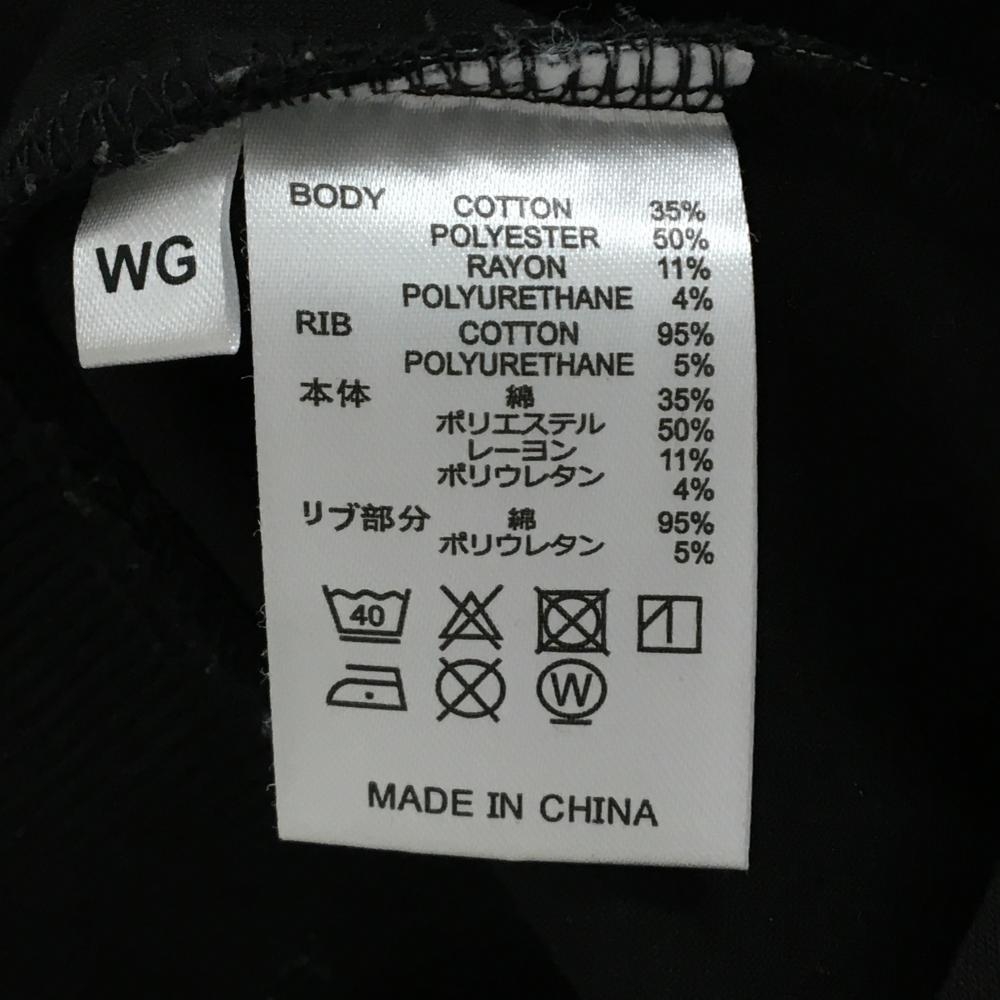 WG
BODY COTTON 35%
POLYESTER 50%
RAYON 11%
POLYURETHANE 4%
RIB COTTON 95%
POLYURETHANE 5%
本体 綿 35%
ポリエステル 50%
レーヨン 11%
ポリウレタン 4%
リブ部分 綿 95%
ポリウレタン 5%
40
W
MADE IN CHINA